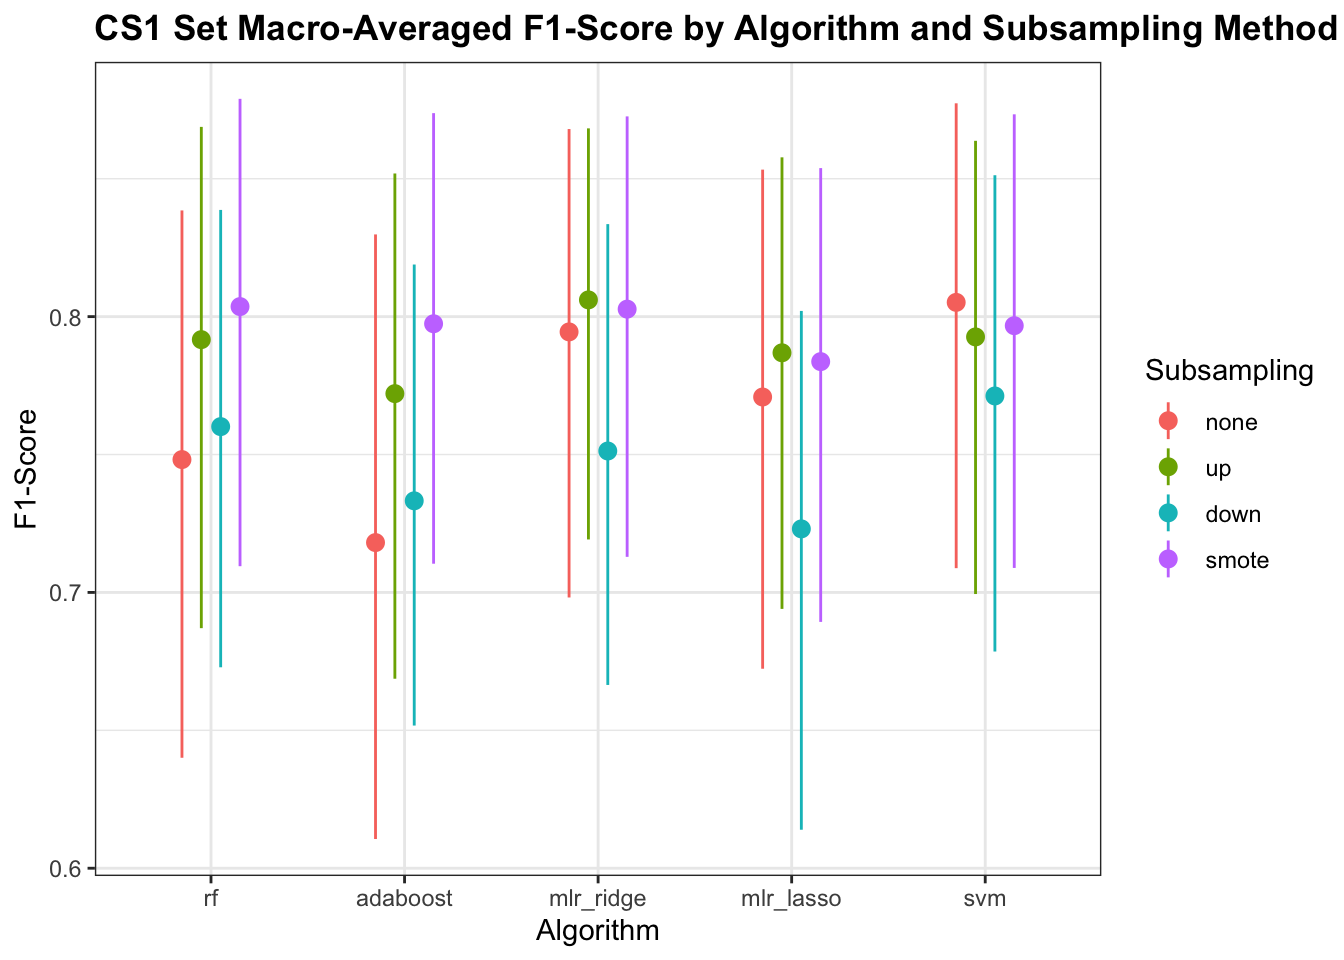 CS1 Set Macro-Averaged F1-Score by Algorithm and Subsampling Method
F1-Score
0.8
0.7
0.6
rf adaboost mlr_ridge mlr_lasso svm
Algorithm
Subsampling
none
up
down
smote